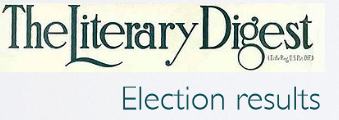 The Literary Digest
Election results